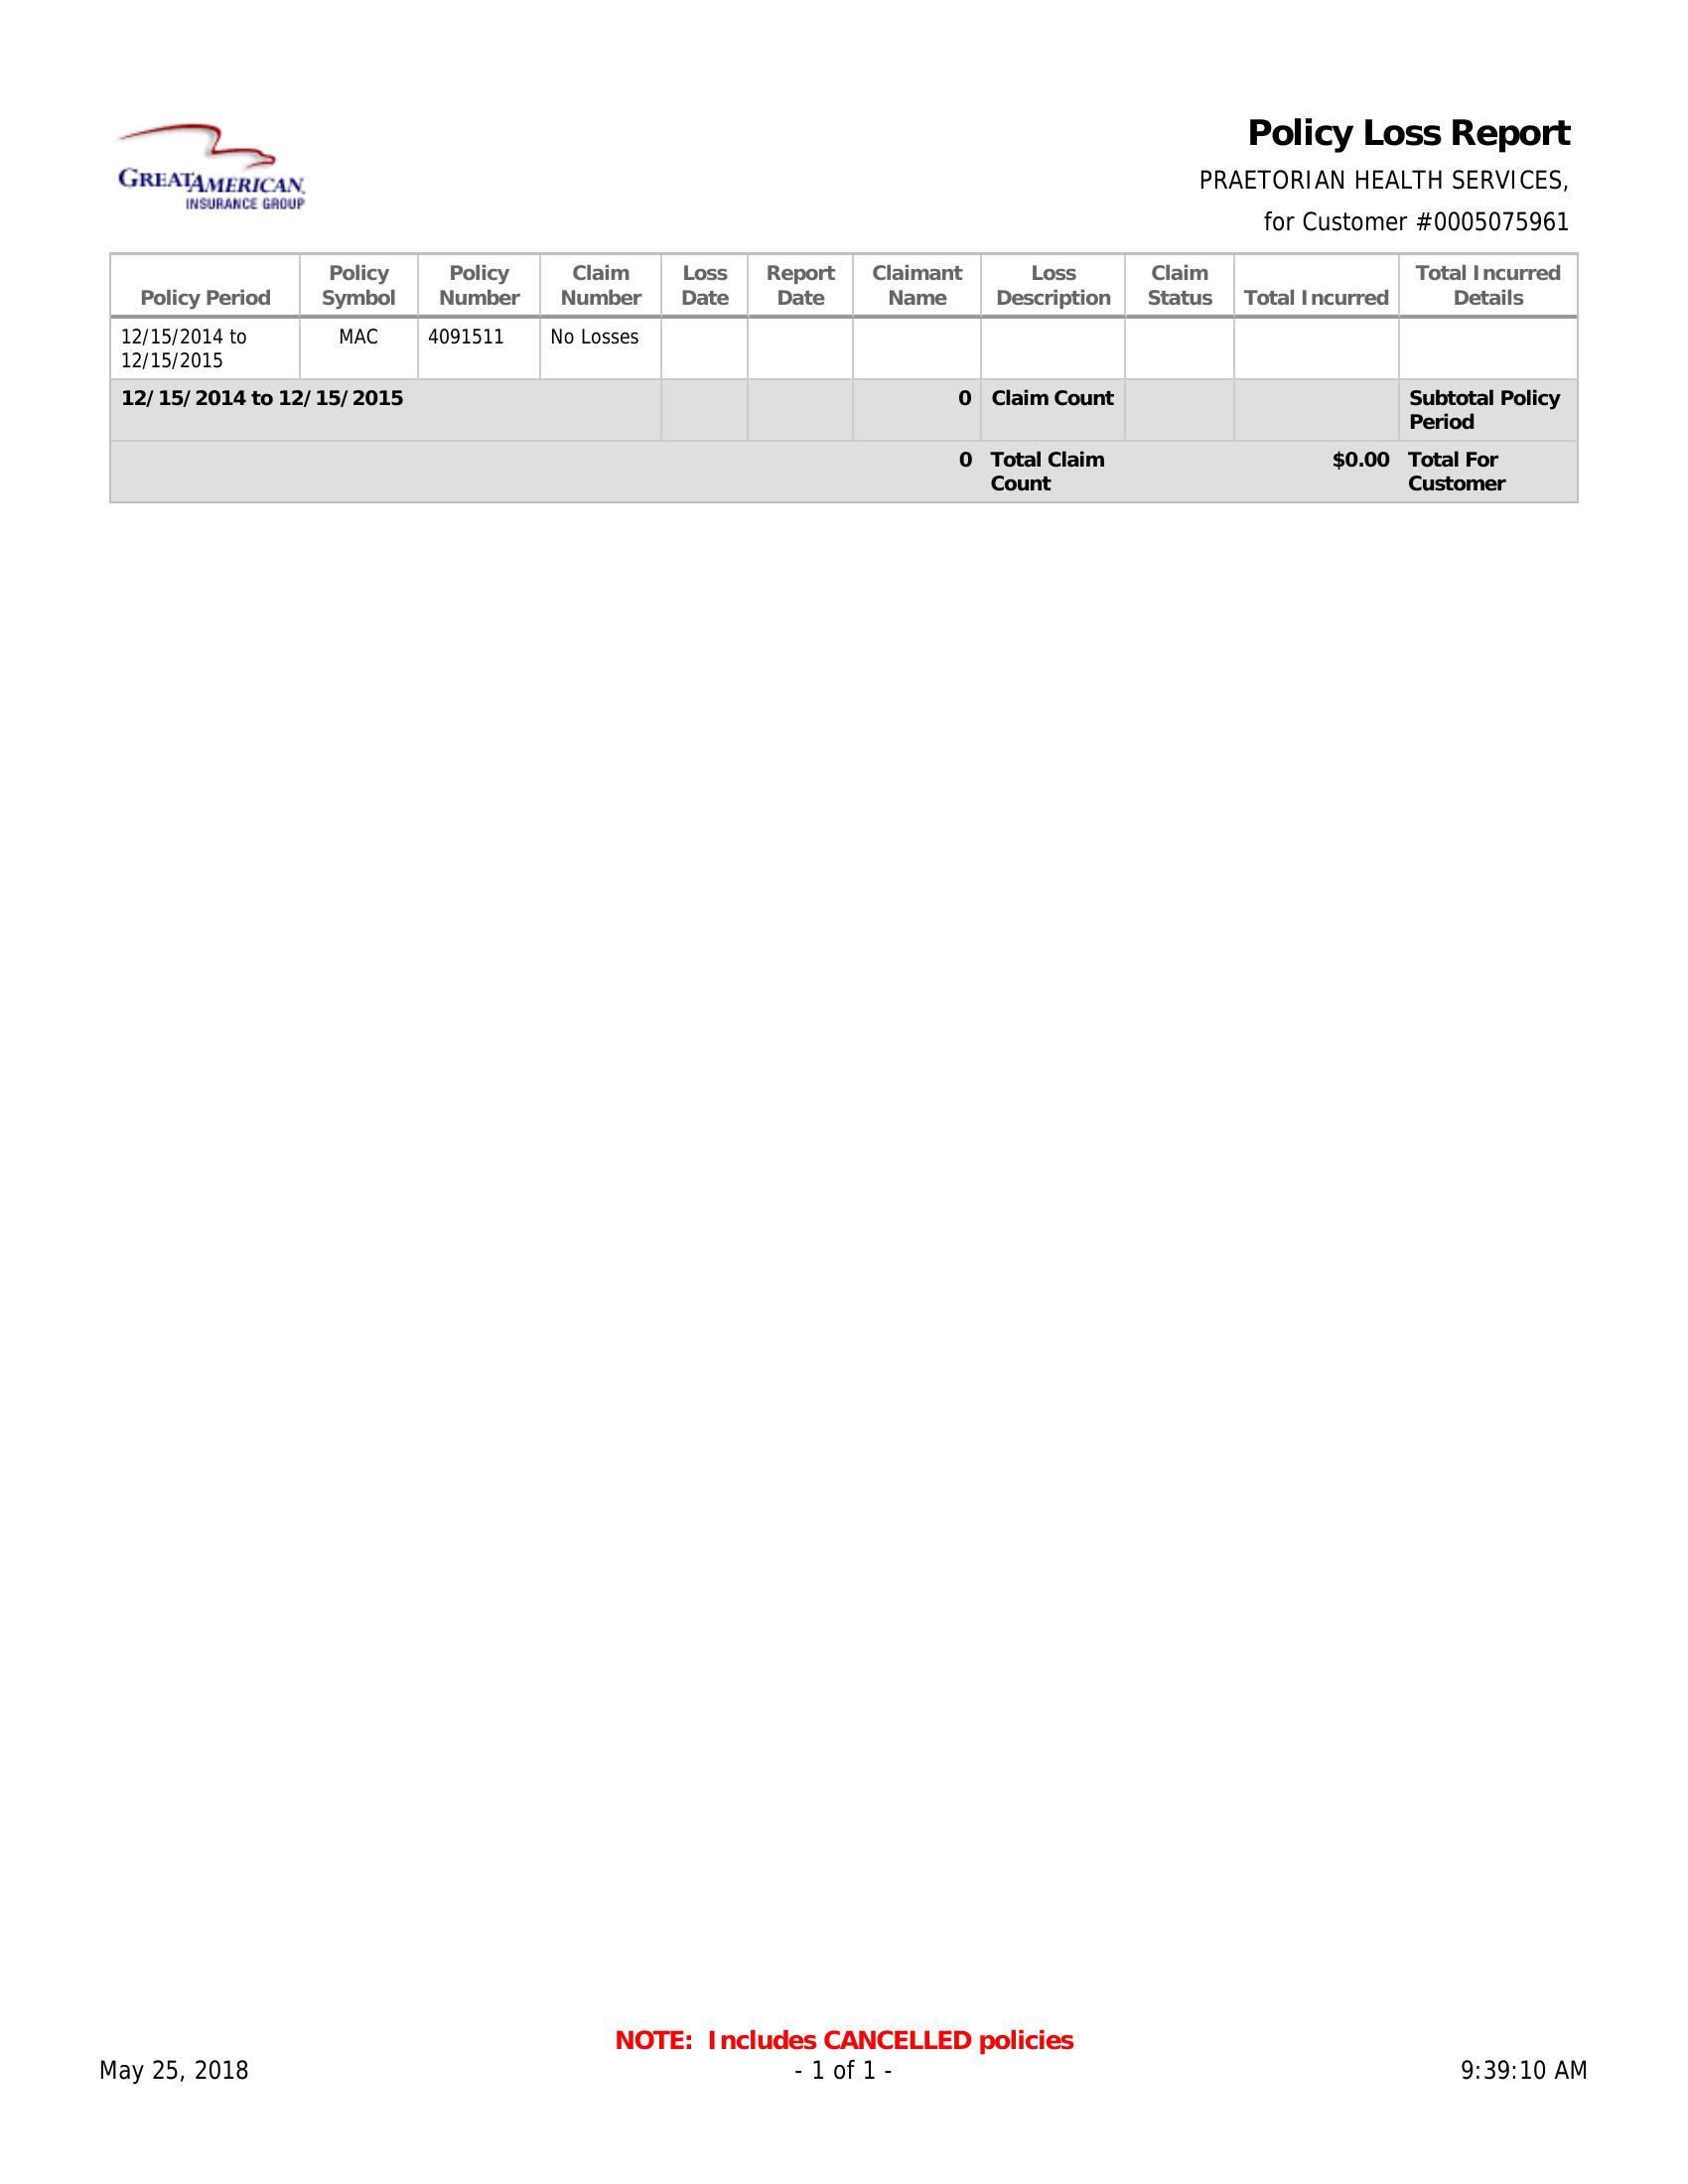 GREATAMERICAN
INSURANCE GROUP
Policy Loss Report
PRAETORIAN HEALTH SERVICES,
for Customer #0005075961
Policy Period Policy Symbol Policy Number Claim Number Loss Date Report Date Claimant Name Loss Description Claim Status Total Incurred Total Incurred Details
12/15/2014 to 12/15/2015 MAC 4091511 No Losses
12/15/2014 to 12/15/2015 0 Claim Count Subtotal Policy Period
0 Total Claim Count $0.00 Total For Customer
NOTE: Includes CANCELLED policies
May 25, 2018 - 1 of 1 - 9:39:10 AM